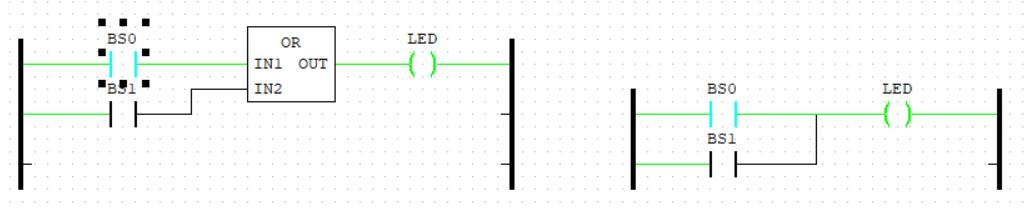 BS0
OR
LED
IN1 OUT
BS1
IN2
BS0
LED
BS1